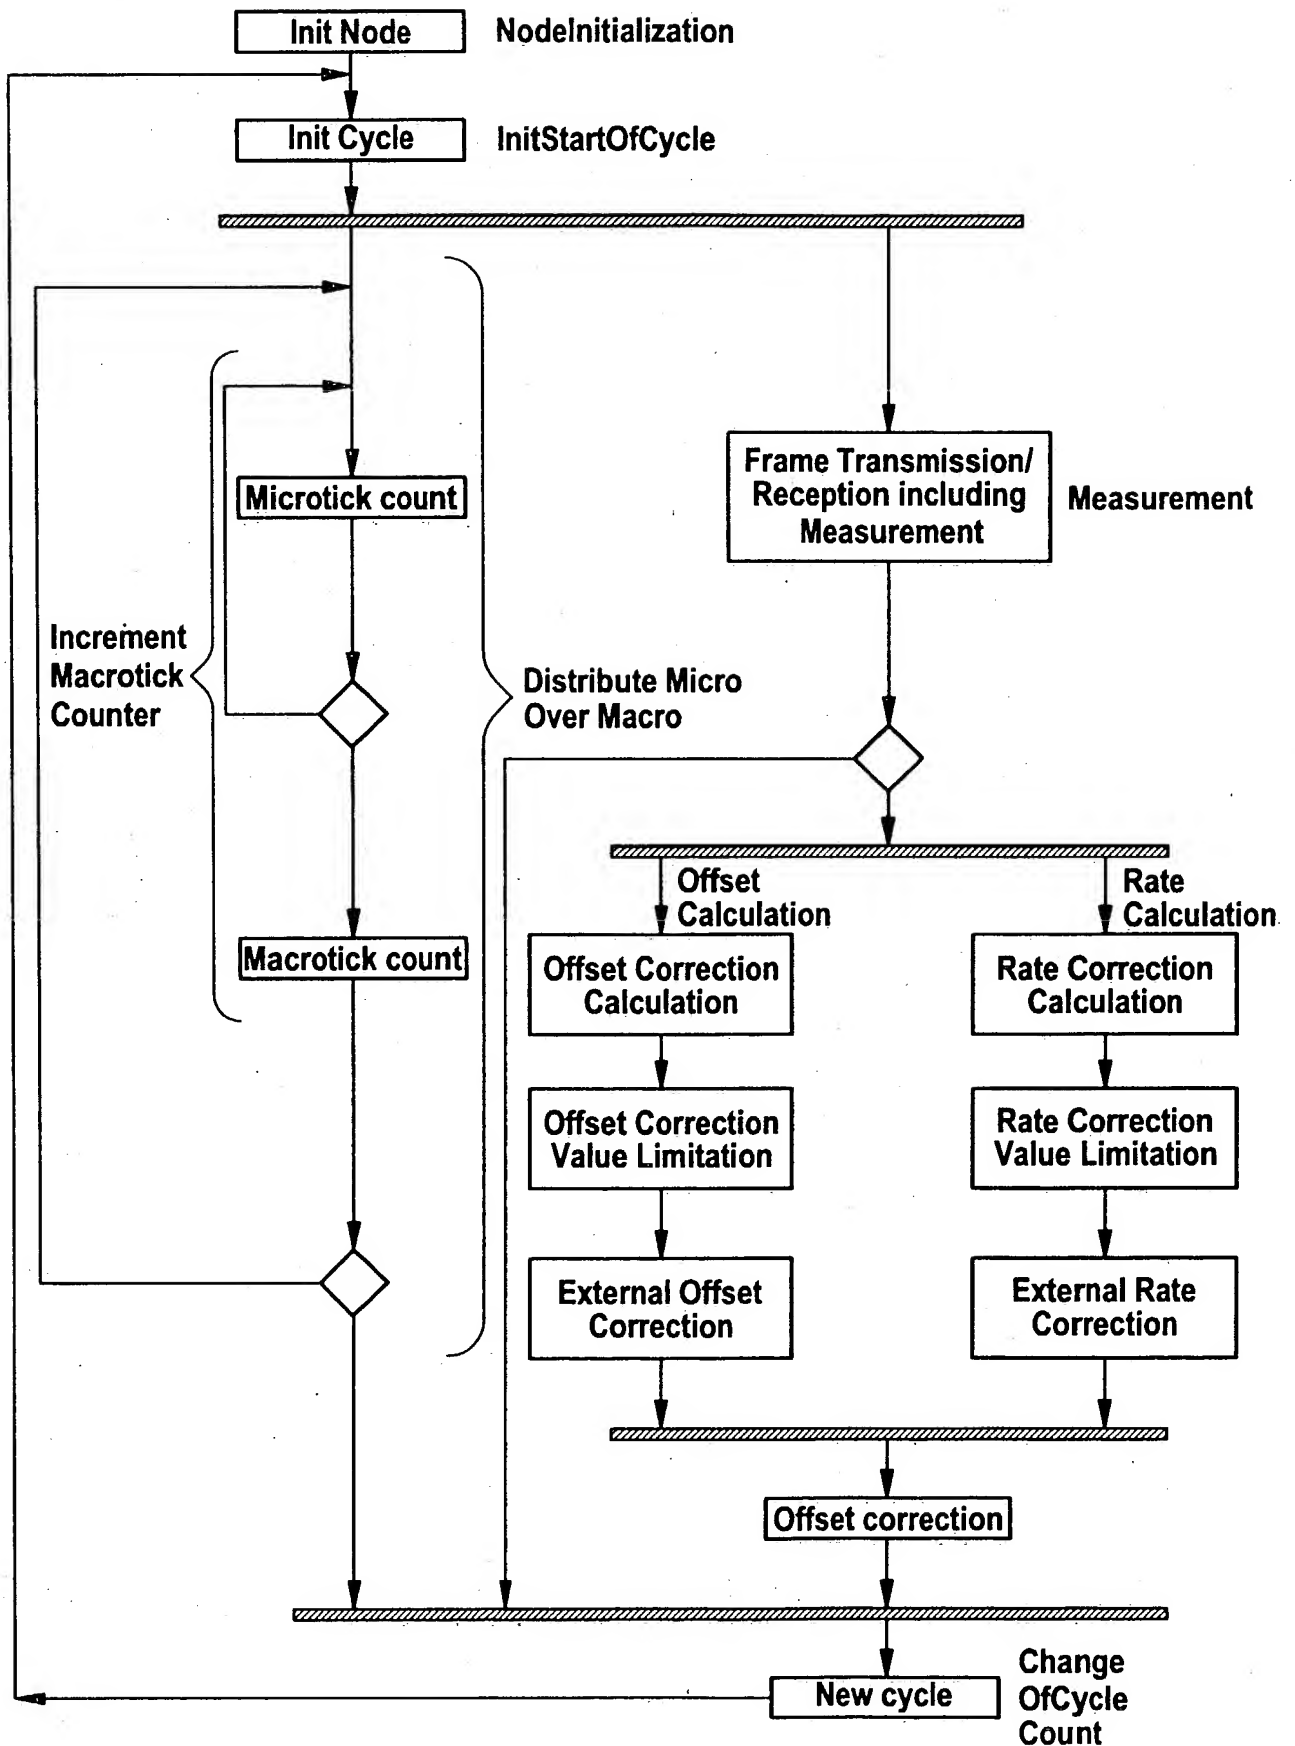 Init Node
NodeInitialization
Init Cycle
InitStartOfCycle
Frame Transmission/
Reception including
Measurement
Measurement
Microtick count
Increment
Macrotick
Counter
Distribute Micro
Over Macro
Macrotick count
Offset
Calculation
Rate
Calculation
Offset Correction
Calculation
Rate Correction
Calculation
Offset Correction
Value Limitation
Rate Correction
Value Limitation
External Offset
Correction
External Rate
Correction
Offset correction
New cycle
Change
OfCycle
Count